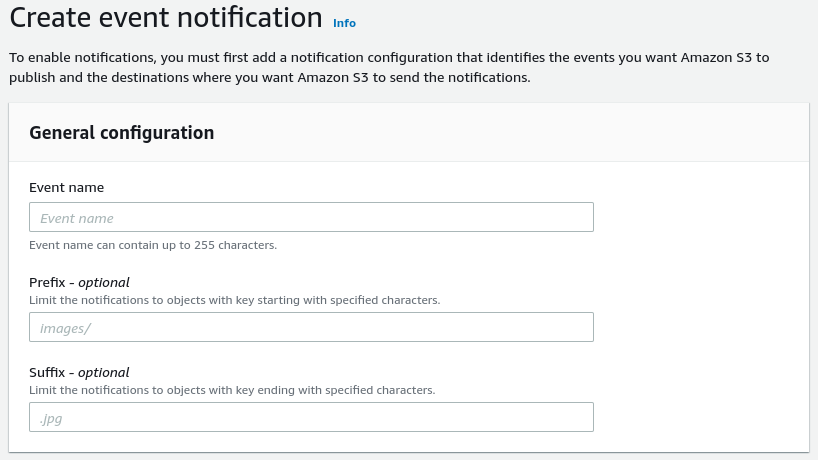 Create event notification Info
To enable notifications, you must first add a notification configuration that identifies the events you want Amazon S3 to
publish and the destinations where you want Amazon S3 to send the notifications.
General configuration
Event name
Event name
Event name can contain up to 255 characters.
Prefix - optional
Limit the notifications to objects with key starting with specified characters.
images/
Suffix - optional
Limit the notifications to objects with key ending with specified characters.
.jpg